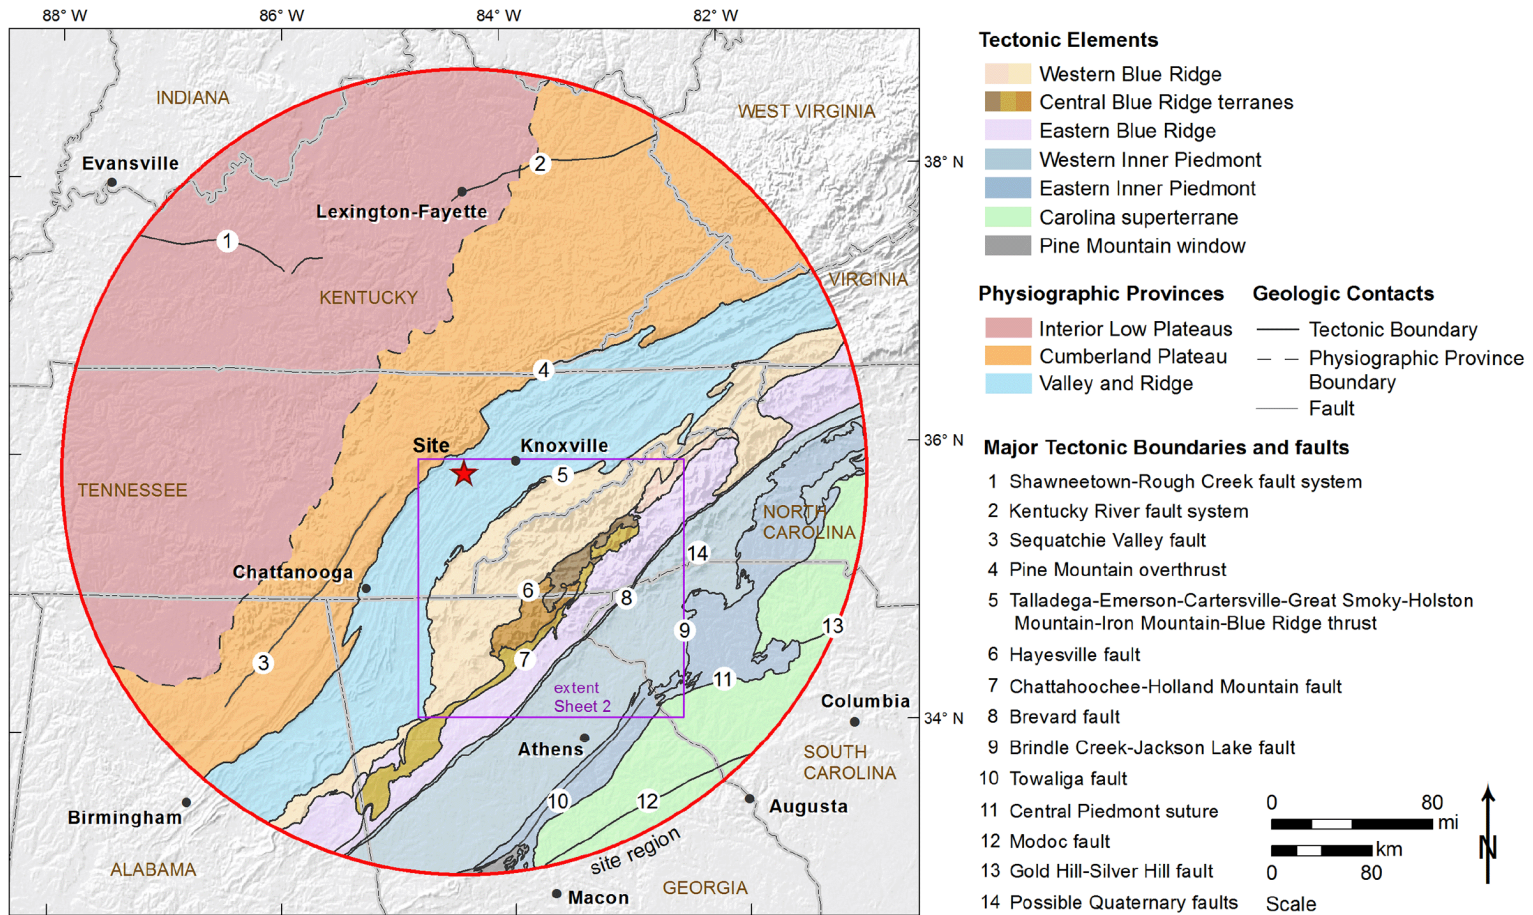 88° W
86° W
84° W
82° W
38° N
36° N
34° N
INDIANA
WEST VIRGINIA
Evansville
2
Lexington-Fayette
1
VIRGINIA
KENTUCKY
4
Site
Knoxville
5
TENNESSEE
NORTH
CAROLINA
14
Chattanooga
6
8
13
9
3
7
11
extent
Sheet 2
Columbia
Athens
SOUTH
CAROLINA
10
12
Augusta
Birmingham
site region
ALABAMA
GEORGIA
Macon
Tectonic Elements
Western Blue Ridge
Central Blue Ridge terranes
Eastern Blue Ridge
Western Inner Piedmont
Eastern Inner Piedmont
Carolina superterrane
Pine Mountain window
Physiographic Provinces
Interior Low Plateaus
Cumberland Plateau
Valley and Ridge
Geologic Contacts
Tectonic Boundary
Physiographic Province
Boundary
Fault
Major Tectonic Boundaries and faults
1 Shawneetown-Rough Creek fault system
2 Kentucky River fault system
3 Sequatchie Valley fault
4 Pine Mountain overthrust
5 Talladega-Emerson-Cartersville-Great Smoky-Holston
Mountain-Iron Mountain-Blue Ridge thrust
6 Hayesville fault
7 Chattahoochee-Holland Mountain fault
8 Brevard fault
9 Brindle Creek-Jackson Lake fault
10 Towaliga fault
11 Central Piedmont suture
12 Modoc fault
13 Gold Hill-Silver Hill fault
14 Possible Quaternary faults
0 80
mi
km
0 80
Scale
N